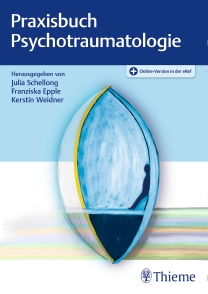 Praxisbuch
Psychotraumatologie
Herausgegeben von
Julia Schellong
Franziska Epple
Kerstin Weidner
Online-Version in der eRef
Thieme